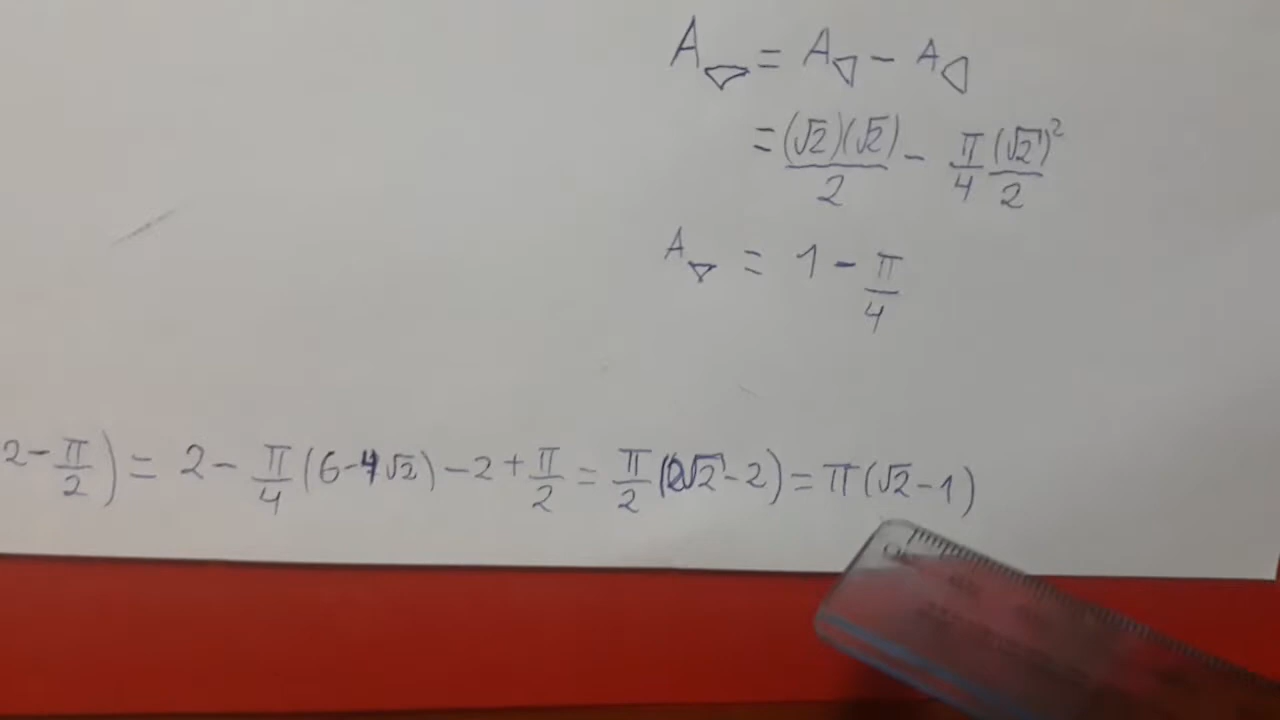 A▽ = A▽ - A◁
= (√2)(√2)/2 - π/4 (√2)²/2
A▽ = 1 - π/4
2 - π/2) = 2 - π/4 (6 - 4√2) - 2 + π/2 = π/2 (2√2 - 2) = π(√2 - 1)